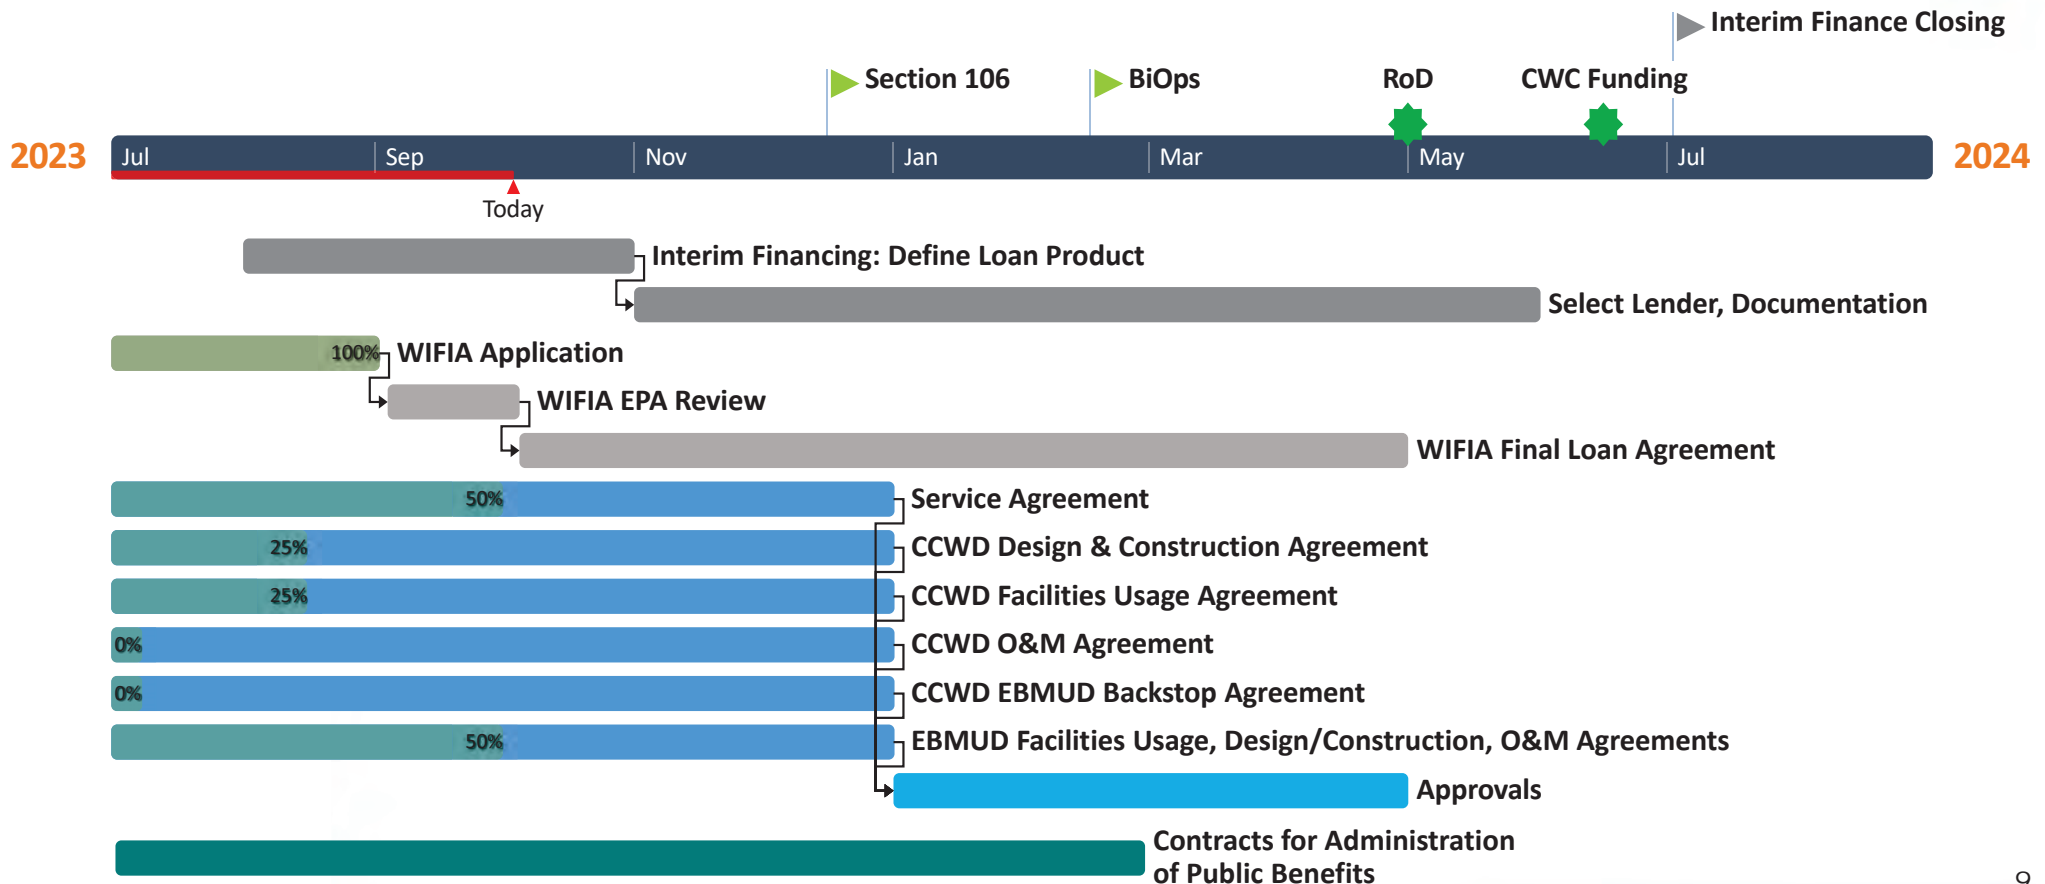 Interim Finance Closing
Section 106
BiOps
RoD
CWC Funding
2023
Jul
Sep
Nov
Jan
Mar
May
Jul
2024
Today
Interim Financing: Define Loan Product
Select Lender, Documentation
100%
WIFIA Application
WIFIA EPA Review
WIFIA Final Loan Agreement
50%
Service Agreement
25%
CCWD Design & Construction Agreement
25%
CCWD Facilities Usage Agreement
0%
CCWD O&M Agreement
0%
CCWD EBMUD Backstop Agreement
50%
EBMUD Facilities Usage, Design/Construction, O&M Agreements
Approvals
Contracts for Administration
of Public Benefits